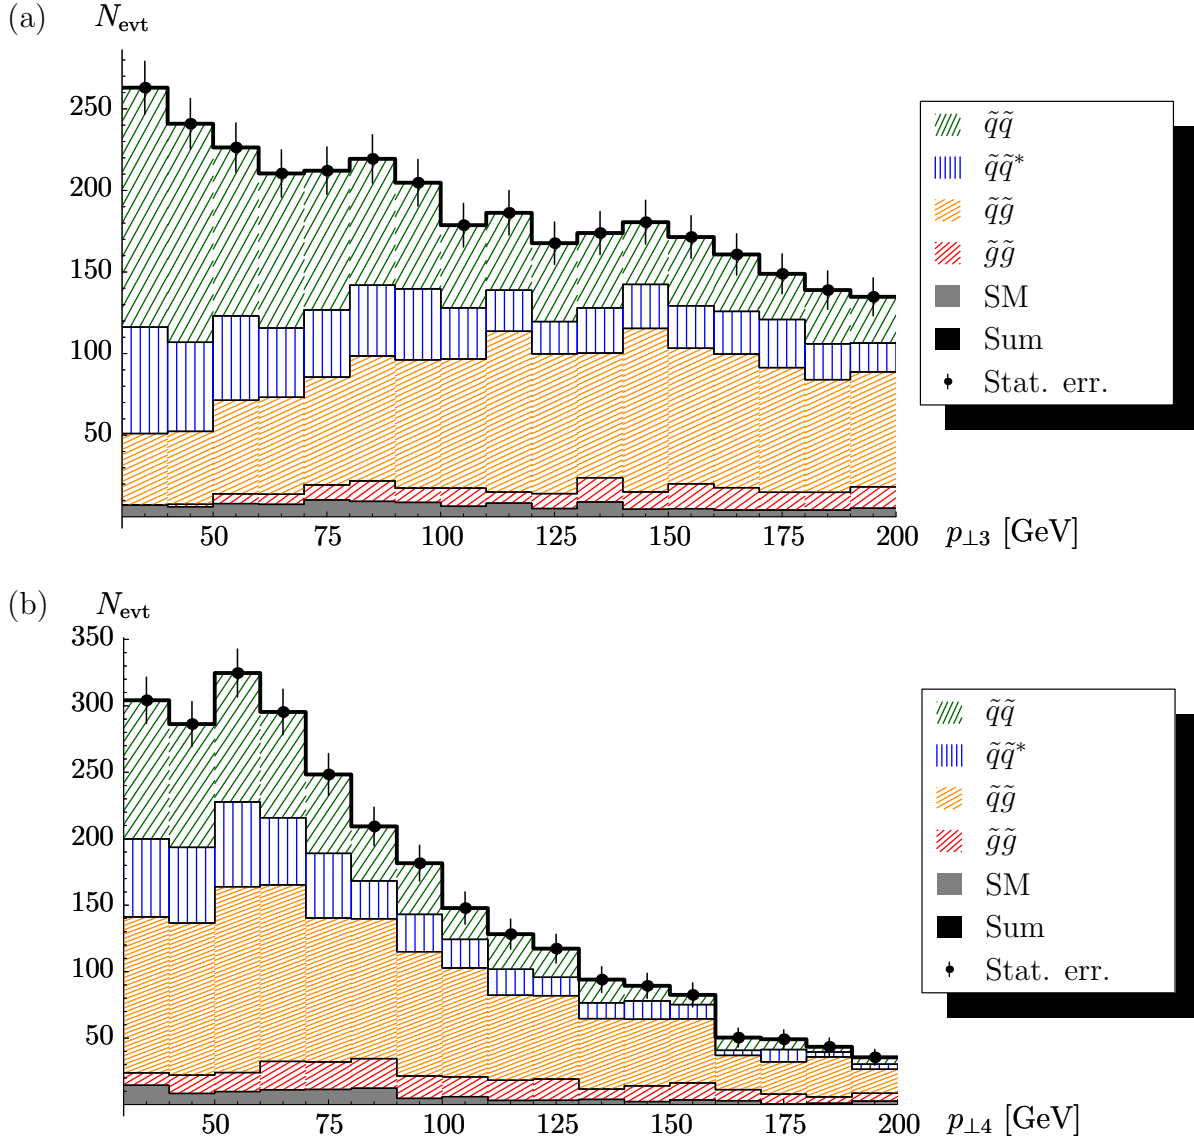 (a) N_evt
250
200
150
100
50
50 75 100 125 150 175 200 p_⊥3 [GeV]
q̃q̃
q̃q̃*
q̃g̃
g̃g̃
SM
Sum
Stat. err.
(b) N_evt
350
300
250
200
150
100
50
50 75 100 125 150 175 200 p_⊥4 [GeV]
q̃q̃
q̃q̃*
q̃g̃
g̃g̃
SM
Sum
Stat. err.